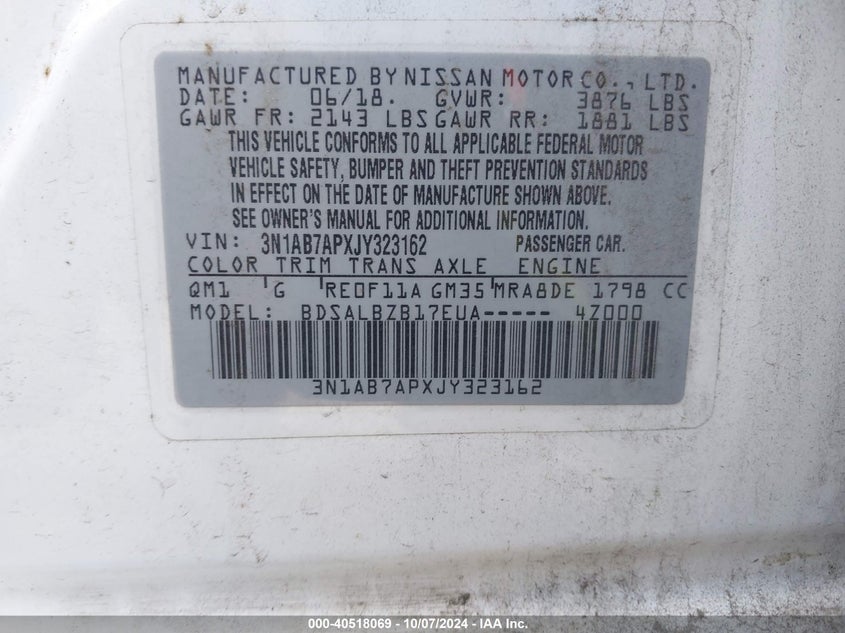 MANUFACTURED BY NISSAN MOTOR CO., LTD.
DATE: 06/18. GVWR: 3876 LBS
GAWR FR: 2143 LBS GAWR RR: 1881 LBS
THIS VEHICLE CONFORMS TO ALL APPLICABLE FEDERAL MOTOR
VEHICLE SAFETY, BUMPER AND THEFT PREVENTION STANDARDS
IN EFFECT ON THE DATE OF MANUFACTURE SHOWN ABOVE.
SEE OWNER'S MANUAL FOR ADDITIONAL INFORMATION.
VIN: 3N1AB7APXJY323162 PASSENGER CAR.
COLOR TRIM TRANS AXLE ENGINE
QM1 'G 'RE0F11A GM35'MRA8DE 1798 CC
MODEL: BDSALBZB17EUA----- 4Z000
3N1AB7APXJY323162
000-40518069 - 10/07/2024 - IAA Inc.